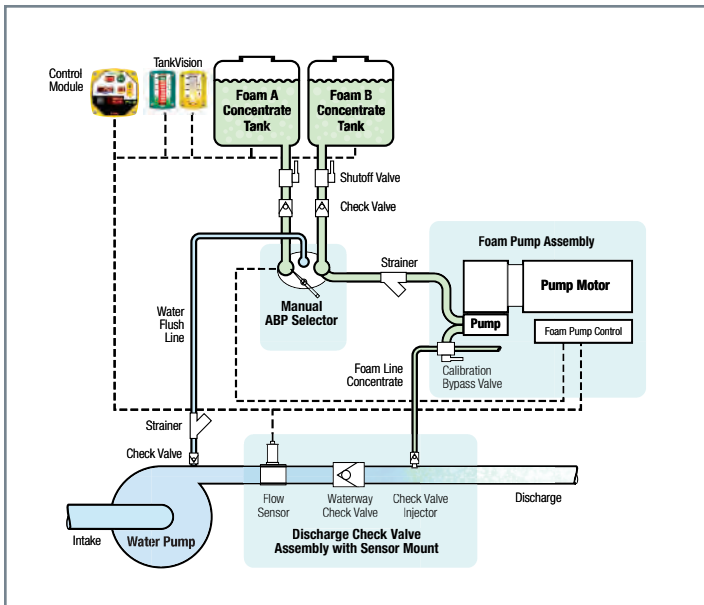 Control
Module
TankVision
Foam A
Concentrate
Tank
Foam B
Concentrate
Tank
Shutoff Valve
Check Valve
Strainer
Foam Pump Assembly
Pump Motor
Pump
Foam Pump Control
Manual
ABP Selector
Water
Flush
Line
Foam Line
Concentrate
Calibration
Bypass Valve
Strainer
Check Valve
Flow
Sensor
Waterway
Check Valve
Check Valve
Injector
Discharge
Intake
Water Pump
Discharge Check Valve
Assembly with Sensor Mount